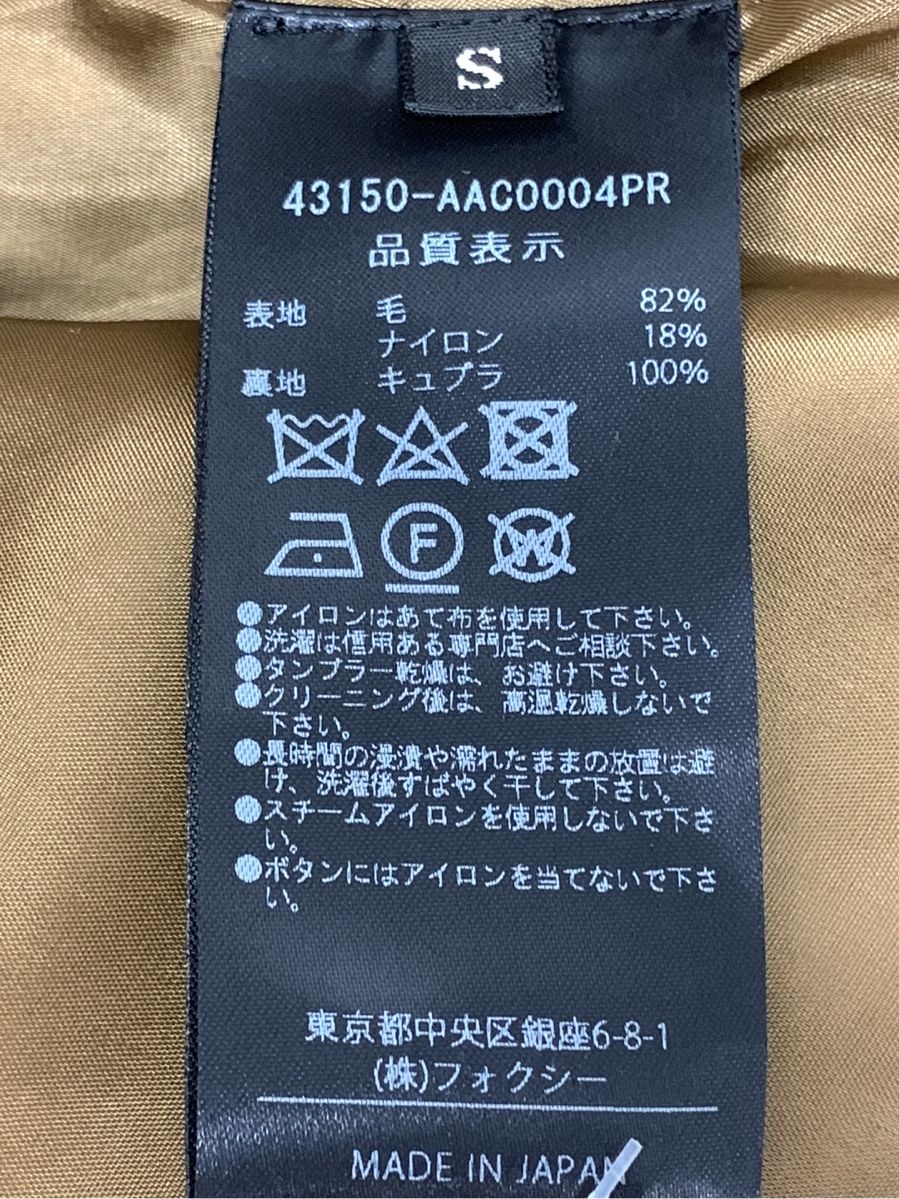 S
43150-AAC0004PR
品質表示
表地 毛 82%
ナイロン 18%
裏地 キュプラ 100%
F
W
●アイロンはあて布を使用して下さい。
●洗濯は信用ある専門店へご相談下さい。
●タンブラー乾燥は、お避け下さい。
●クリーニング後は、高温乾燥しないで
下さい。
●長時間の浸漬や濡れたままの放置は避
け、洗濯後すばやく干して下さい。
●スチームアイロンを使用しないで下さ
い。
●ボタンにはアイロンを当てないで下さ
い。
東京都中央区銀座6-8-1
(株)フォクシー
MADE IN JAPAN